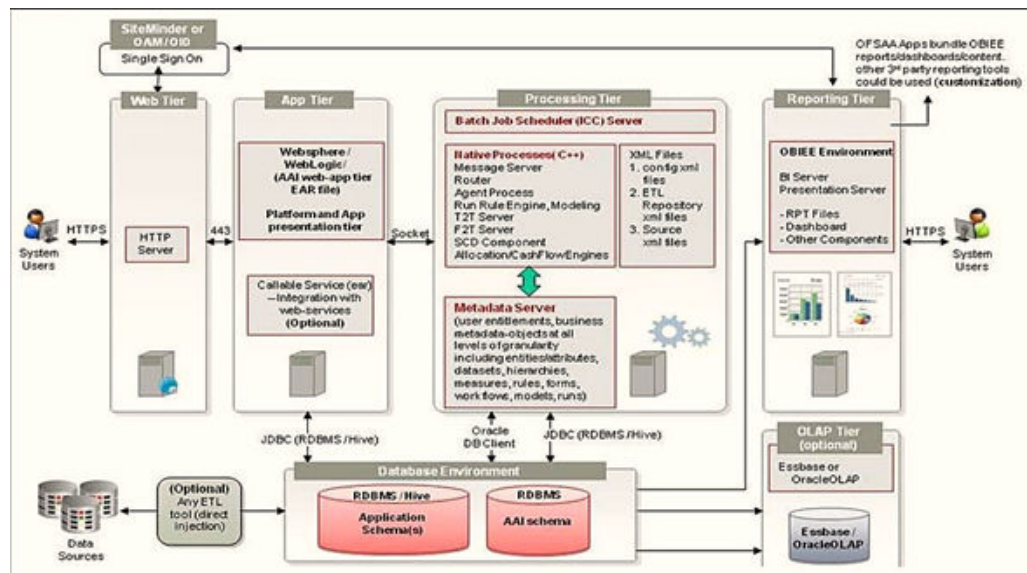 SiteMinder or
OAM/OID
Single Sign On
OFSAA Apps bundle OBIEE
reports/dashboards/content.
other 3rd party reporting tools
could be used (customization)
Web Tier
HTTP
Server
App Tier
Websphere /
WebLogic/
(AAI web-app tier
EAR file)
Platform and App
presentation tier
Callable Service (ear)
--Integration with
web-services
(Optional)
Processing Tier
Batch Job Scheduler (ICC) Server
Native Processes( C++)
Message Server
Router
Agent Process
Run Rule Engine, Modeling
T2T Server
F2T Server
SCD Component
Allocation/CashFlowEngines
XML Files
1. config xml
files
2. ETL
Repository
xml files
3. Source
xml files
Metadata Server
(user entitlements, business
metadata-objects at all
levels of granularity
including entities/attributes,
datasets, hierarchies,
measures, rules, forms,
work flows, models, runs)
Reporting Tier
OBIEE Environment
BI Server
Presentation Server
- RPT Files
- Dashboard
- Other Components
System
Users
HTTPS
443
Socket
HTTPS
System
Users
JDBC (RDBMS /Hive)
Oracle
DB Client
JDBC (RDBMS /Hive)
Database Environment
RDBMS / Hive
Application
Schema(s)
RDBMS
AAI schema
Data
Sources
(Optional)
Any ETL
tool (direct
injection)
OLAP Tier
(optional)
Essbase or
OracleOLAP
Essbase /
OracleOLAP